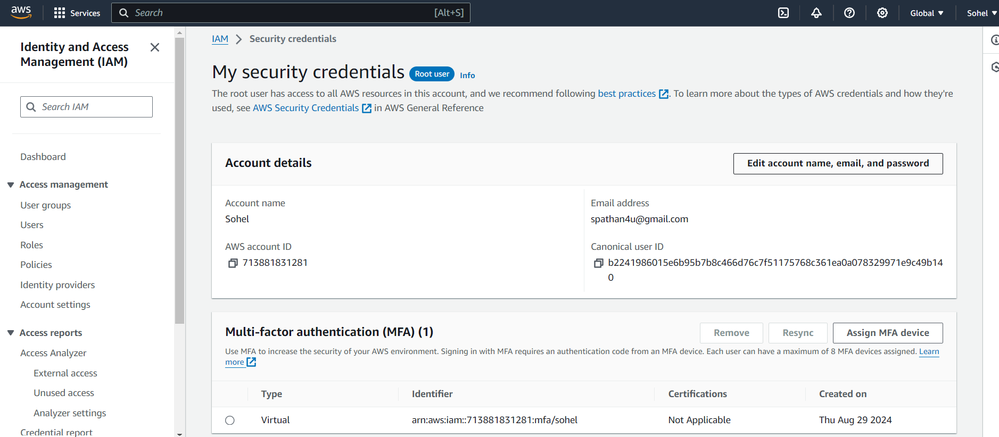 aws
Services
Search
[Alt+S]
Global
Sohel
Identity and Access
Management (IAM)
Search IAM
Dashboard
Access management
User groups
Users
Roles
Policies
Identity providers
Account settings
Access reports
Access Analyzer
External access
Unused access
Analyzer settings
Credential report
IAM
Security credentials
My security credentials
Root user
Info
The root user has access to all AWS resources in this account, and we recommend following best practices. To learn more about the types of AWS credentials and how they're
used, see AWS Security Credentials in AWS General Reference
Account details
Edit account name, email, and password
Account name
Sohel
Email address
spathan4u@gmail.com
AWS account ID
713881831281
Canonical user ID
b2241986015e6b95b7b8c466d76c7f51175768c361ea0a078329971e9c49b14
0
Multi-factor authentication (MFA) (1)
Remove
Resync
Assign MFA device
Use MFA to increase the security of your AWS environment. Signing in with MFA requires an authentication code from an MFA device. Each user can have a maximum of 8 MFA devices assigned. Learn
more
Type
Identifier
Certifications
Created on
Virtual
arn:aws:iam::713881831281:mfa/sohel
Not Applicable
Thu Aug 29 2024